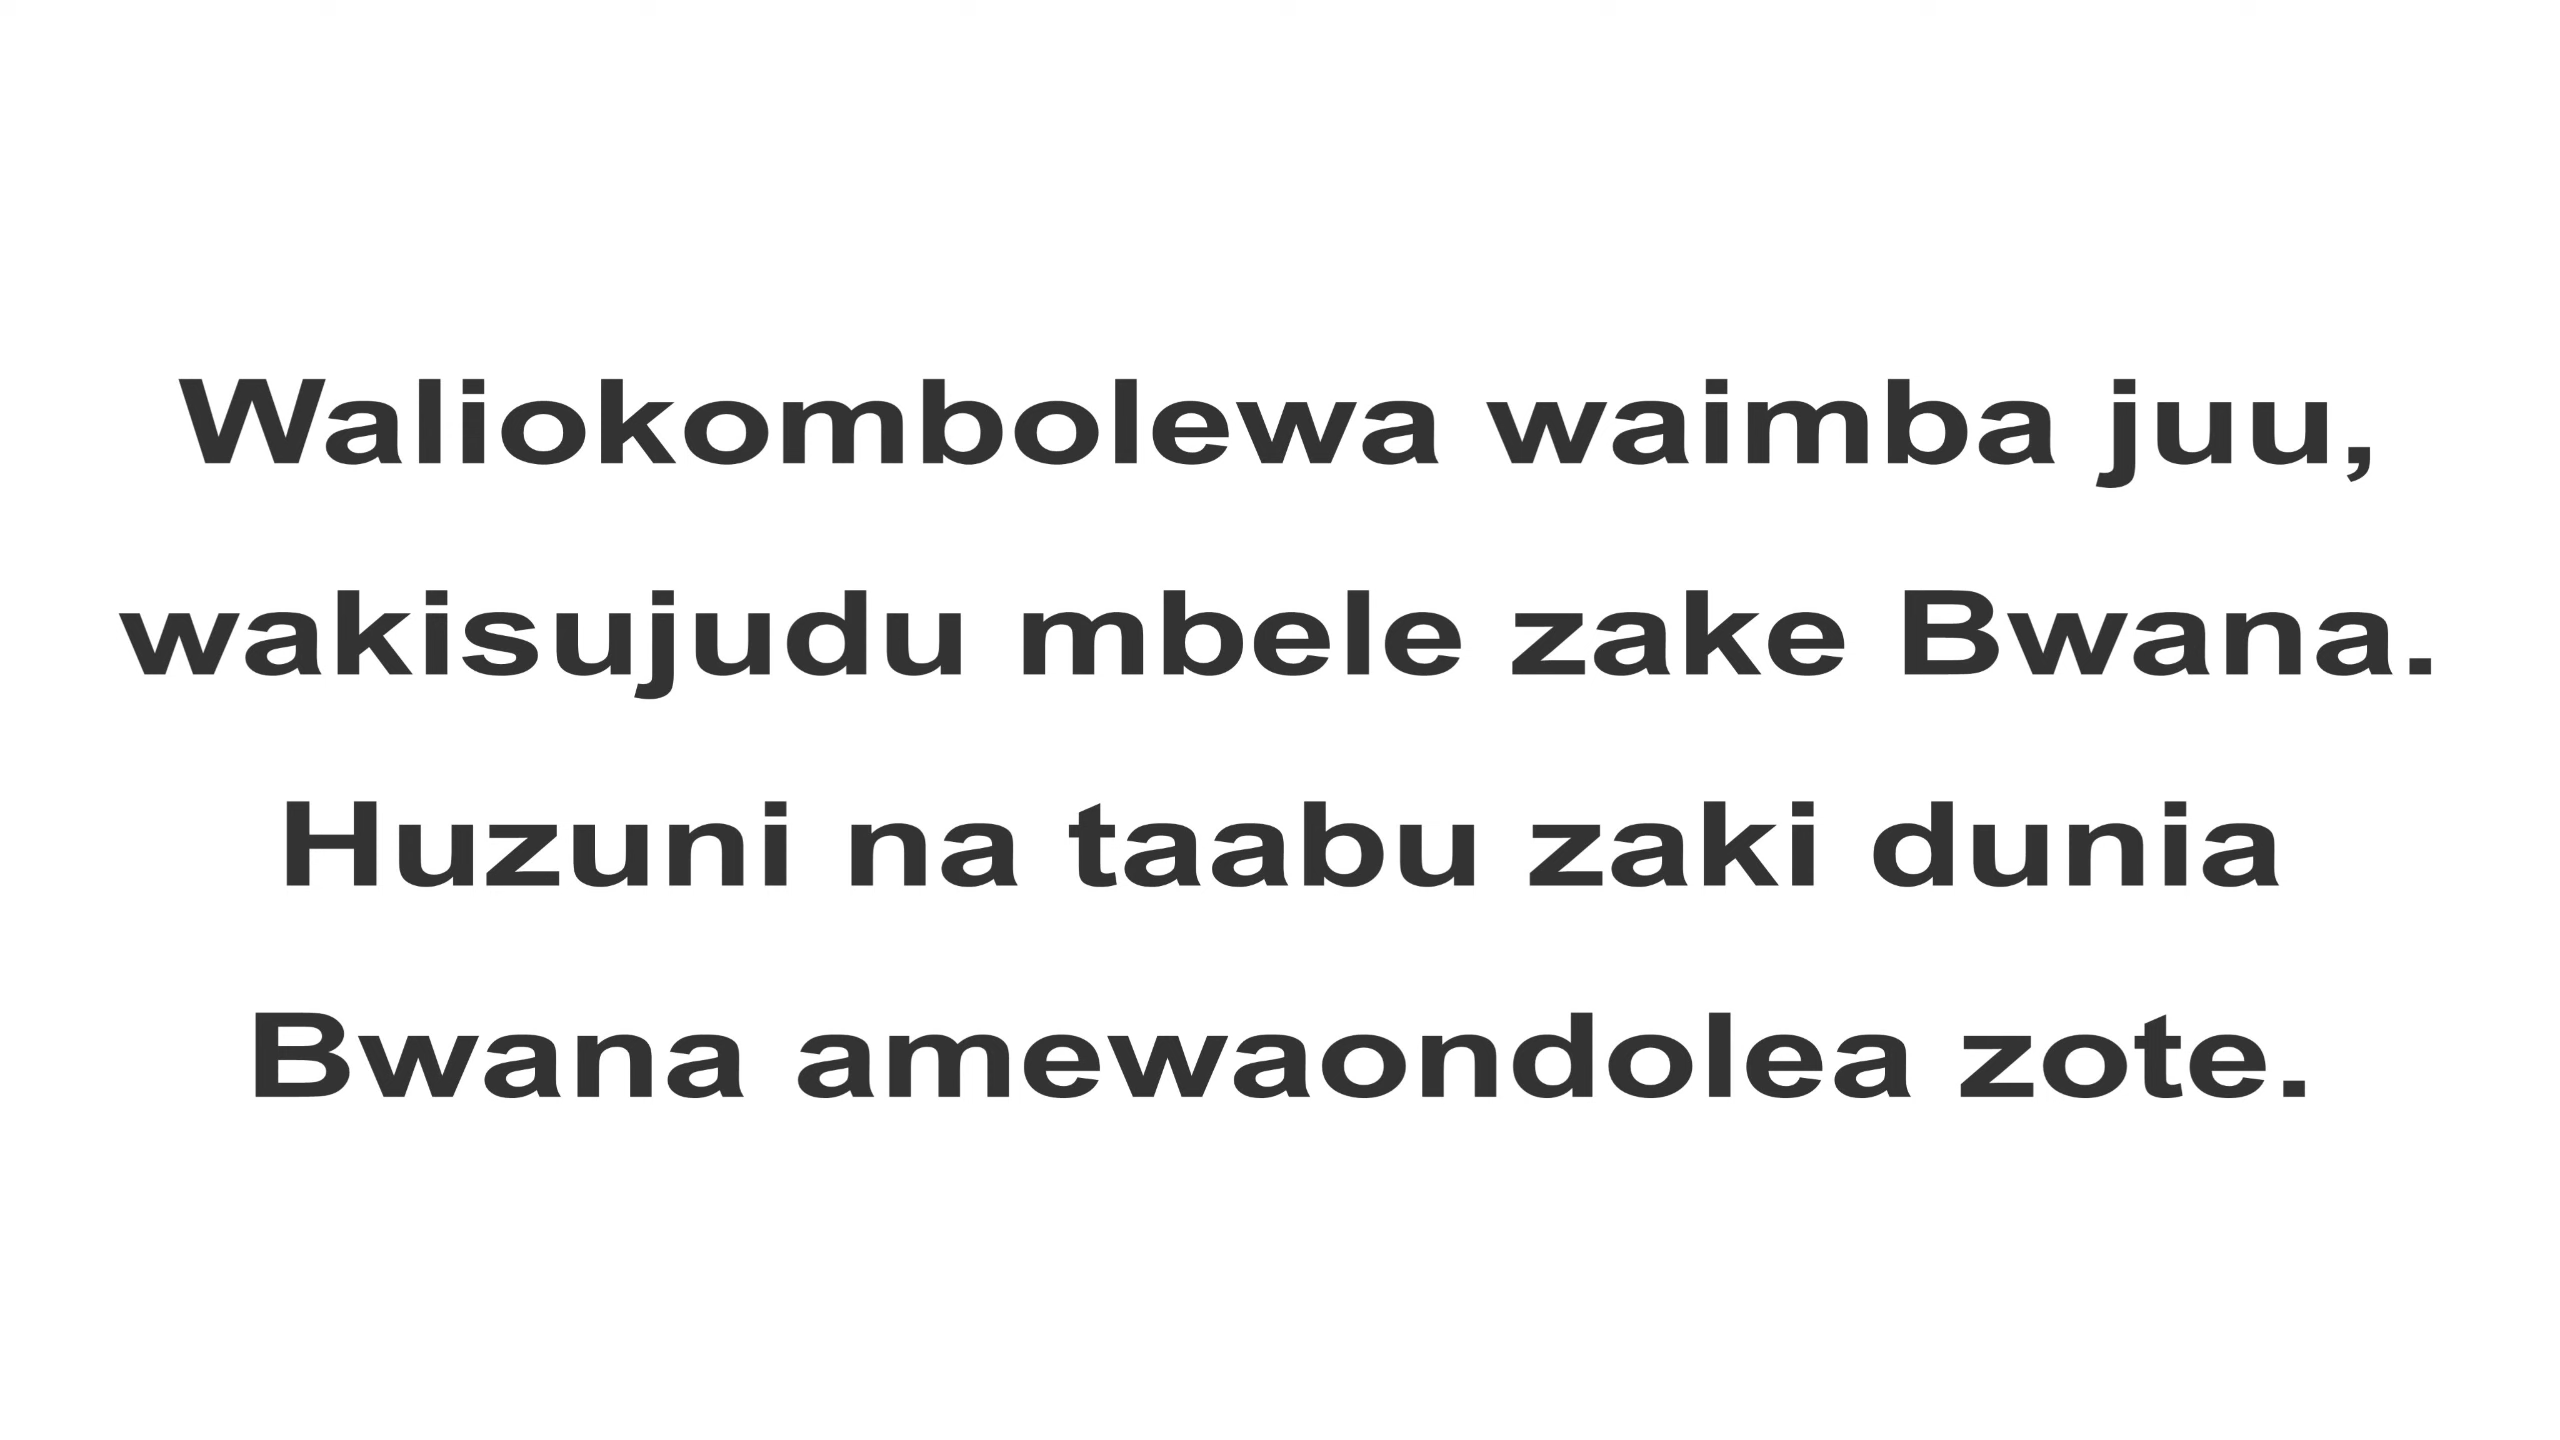 Waliokombolewa waimba juu,
wakisujudu mbele zake Bwana.
Huzuni na taabu zaki dunia
Bwana amewaondolea zote.